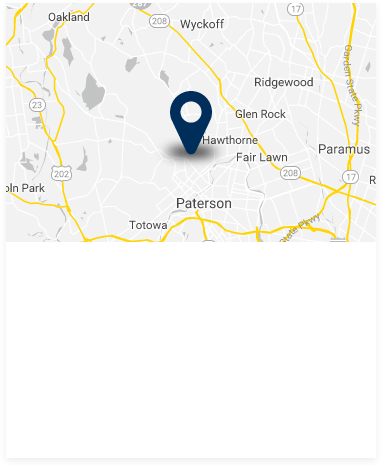 Oakland
287
208
Wyckoff
17
Garden State Pkwy
Ridgewood
23
Glen Rock
Hawthorne
Paramus
Fair Lawn
202
208
17
oln Park
R
Paterson
Totowa
State Pkwy